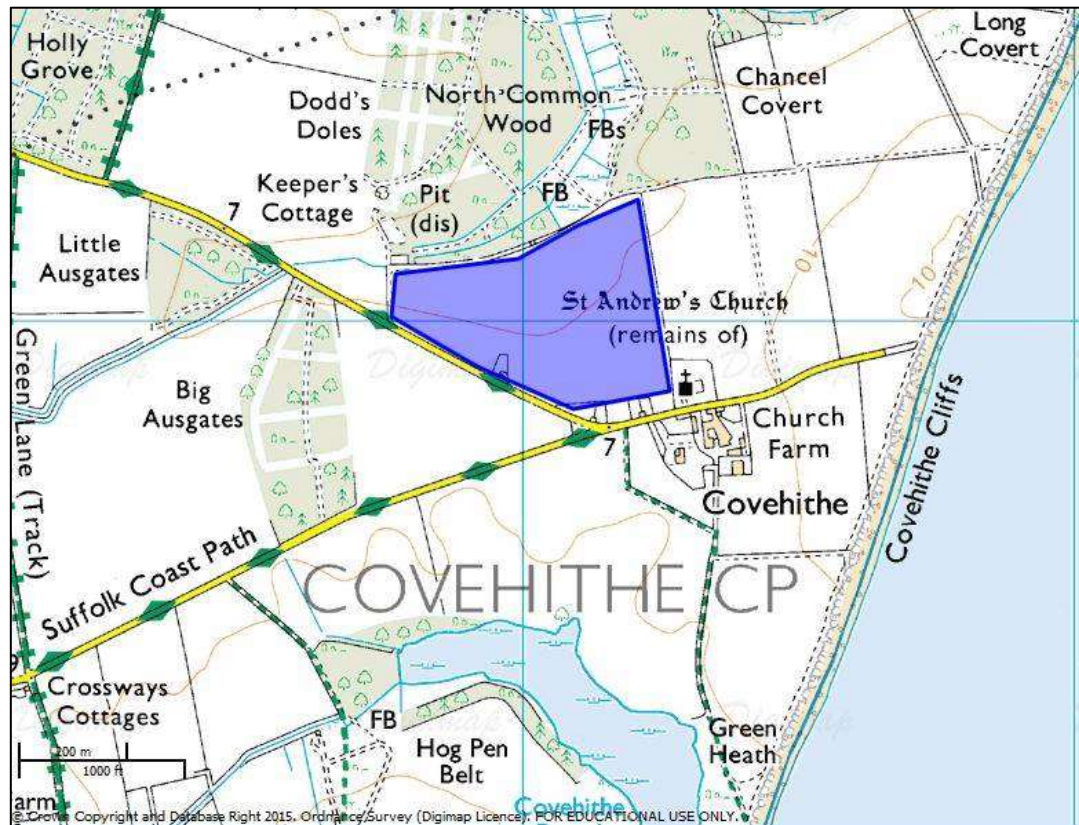 Holly
Grove
Dodd's
Doles
North Common
Wood
FBs
Chancel
Covert
Long
Covert
Keeper's
Cottage
Pit
(dis)
FB
7
Little
Ausgates
St Andrew's Church
(remains of)
10
10
Digimap
Big
Ausgates
Green Lane (Track)
Church
Farm
7
Covehithe
Covehithe Cliffs
Suffolk Coast Path
COVEHITHE CP
9
Crossways
Cottages
FB
Hog Pen
Belt
Green
Heath
Digimap
200 m
1000 ft
arm
Covehithe
© Crown Copyright and Database Right 2015. Ordnance Survey (Digimap Licence). FOR EDUCATIONAL USE ONLY.